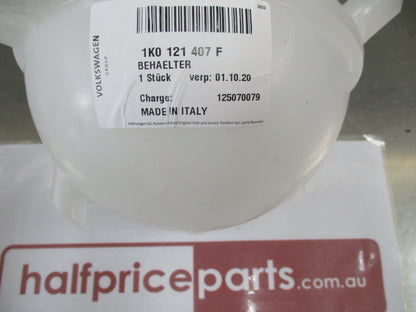 VOLKSWAGEN
GROUP
1K0 121 407 F
BEHAELTER
1 Stück verp: 01.10.20
Charge: 125070079
MADE IN ITALY
halfpriceparts.com.au